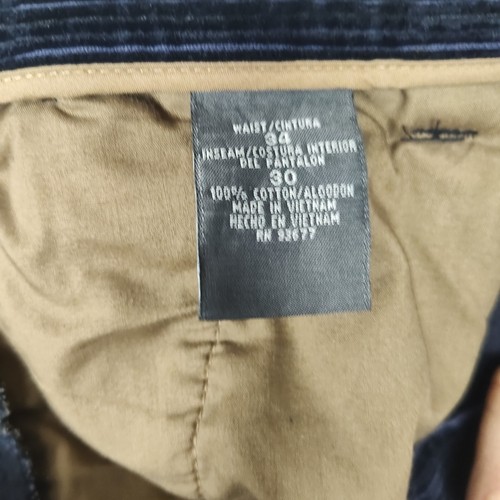 WAIST/CINTURA
34
INSEAM/COSTURA INTERIOR
DEL PANTALON
30
100% COTTON/ALGODON
MADE IN VIETNAM
HECHO EN VIETNAM
RN 93677